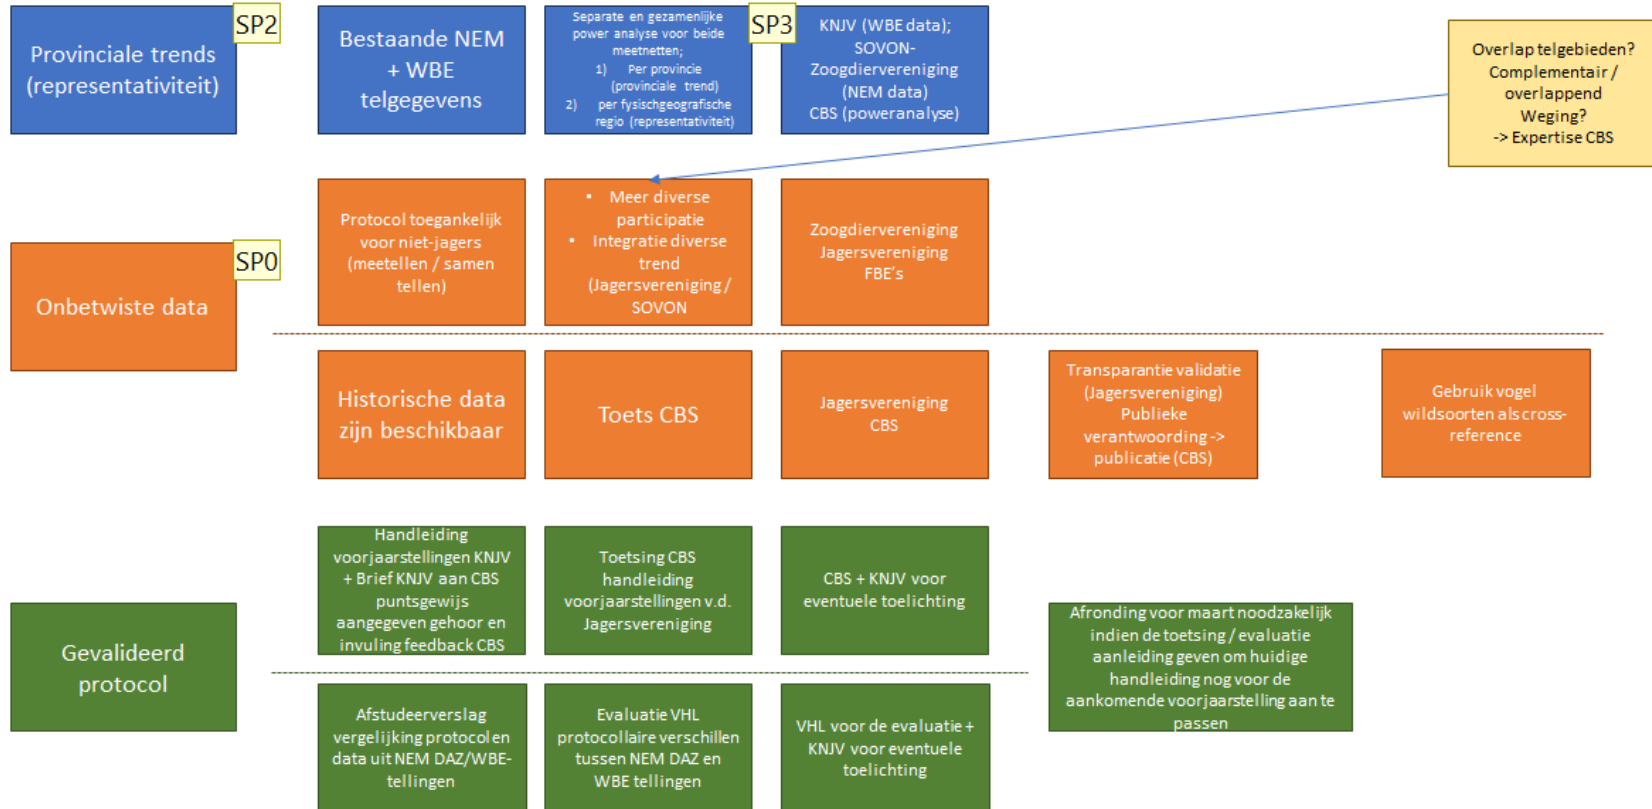 Provinciale trends
(representativiteit)
SP2
Bestaande NEM
+ WBE
telgegevens
Separate en gezamenlijke
power analyse voor beide
meetnetten;
1) Per provincie
(provinciale trend)
2) per fysischgeografische
regio (representativiteit)
SP3
KNJV (WBE data);
SOVON-
Zoogdiervereniging
(NEM data)
CBS (poweranalyse)
Overlap telgebieden?
Complementair /
overlappend
Weging?
-> Expertise CBS
Onbetwiste data
SP0
Protocol toegankelijk
voor niet-jagers
(meetellen / samen
tellen)
▪ Meer diverse
participatie
• Integratie diverse
trend
(Jagersvereniging /
SOVON
Zoogdiervereniging
Jagersvereniging
FBE's
Historische data
zijn beschikbaar
Toets CBS
Jagersvereniging
CBS
Transparantie validatie
(Jagersvereniging)
Publieke
verantwoording ->
publicatie (CBS)
Gebruik vogel
wildsoorten als cross-
reference
Gevalideerd
protocol
Handleiding
voorjaarstellingen KNJV
+ Brief KNJV aan CBS
puntsgewijs
aangegeven gehoor en
invuling feedback CBS
Toetsing CBS
handleiding
voorjaarstellingen v.d.
Jagersvereniging
CBS + KNJV voor
eventuele toelichting
Afronding voor maart noodzakelijk
indien de toetsing / evaluatie
aanleiding geven om huidige
handleiding nog voor de
aankomende voorjaarstelling aan te
passen
Afstudeerverslag
vergelijking protocol en
data uit NEM DAZ/WBE-
tellingen
Evaluatie VHL
protocollaire verschillen
tussen NEM DAZ en
WBE tellingen
VHL voor de evaluatie +
KNJV voor eventuele
toelichting